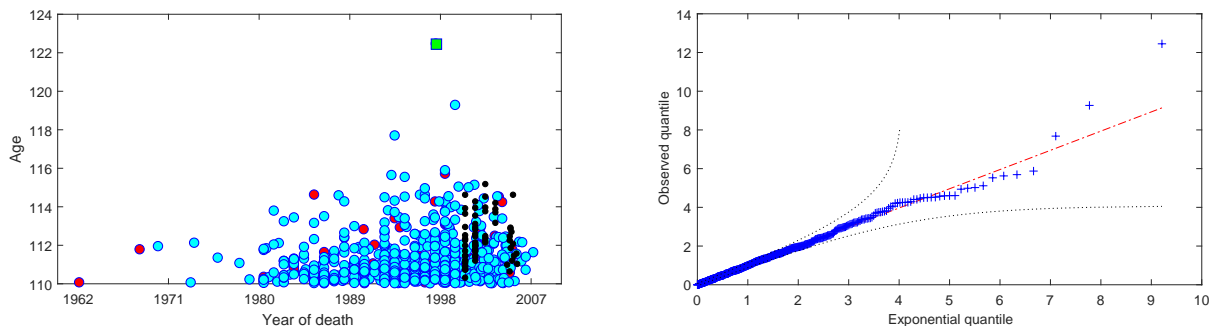 124
122
120
118
116
114
112
110
Age
1962 1971 1980 1989 1998 2007
Year of death
14
12
10
8
6
4
2
0
Observed quantile
0 1 2 3 4 5 6 7 8 9 10
Exponential quantile